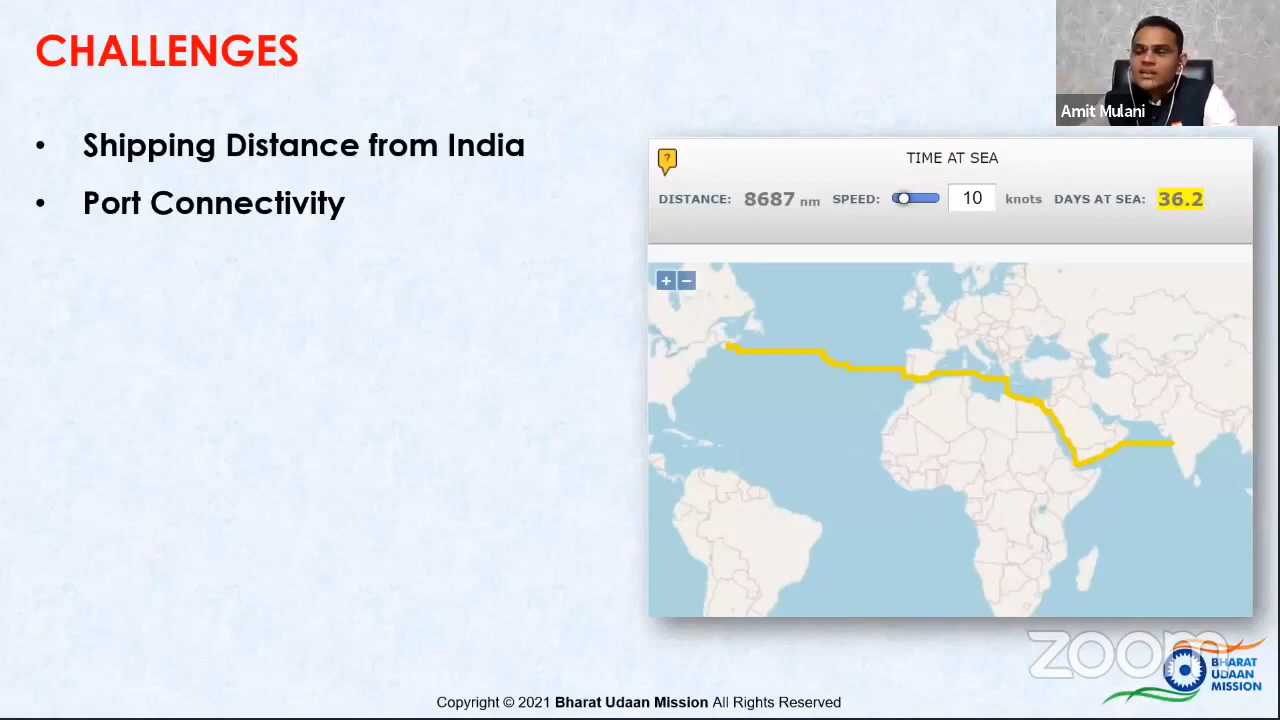 CHALLENGES
Amit Mulani
• Shipping Distance from India
• Port Connectivity
?
TIME AT SEA
DISTANCE: 8687 nm SPEED: 10 knots DAYS AT SEA: 36.2
+ −
zoom
BHARAT
UDAAN
MISSION
Copyright © 2021 Bharat Udaan Mission All Rights Reserved